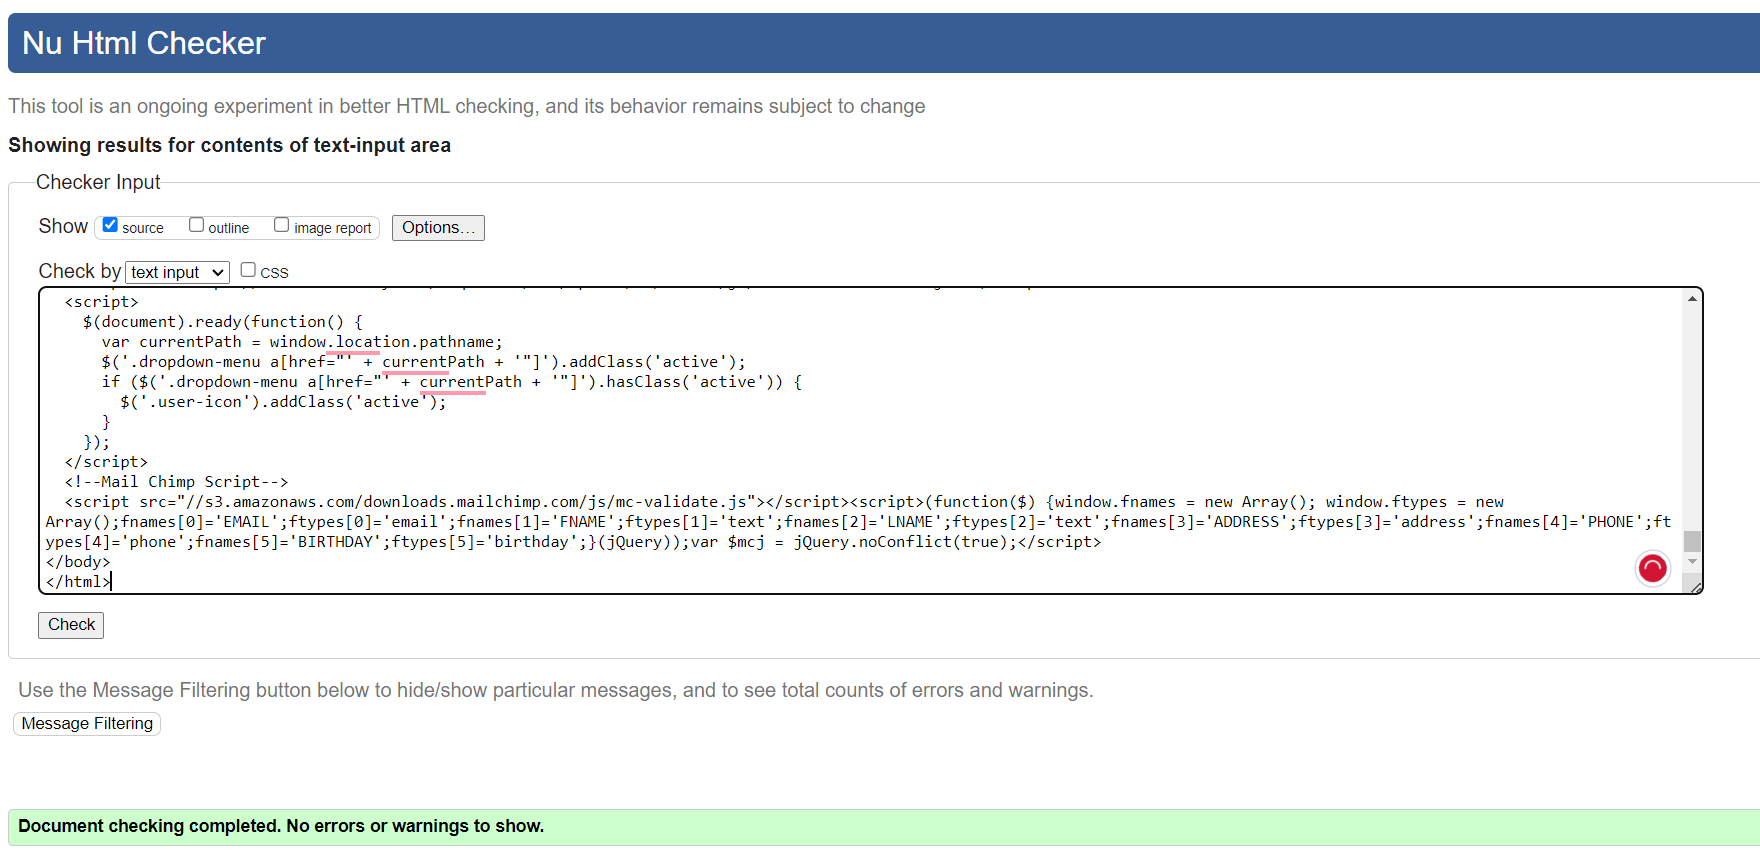 Nu Html Checker
This tool is an ongoing experiment in better HTML checking, and its behavior remains subject to change
Showing results for contents of text-input area
Checker Input
Show source outline image report Options...
Check by text input CSS
<script>
$(document).ready(function() {
var currentPath = window.location.pathname;
$('.dropdown-menu a[href="' + currentPath + '"]').addClass('active');
if ($('.dropdown-menu a[href="' + currentPath + '"]').hasClass('active')) {
$('.user-icon').addClass('active');
}
});
</script>
<!--Mail Chimp Script-->
<script src="//s3.amazonaws.com/downloads.mailchimp.com/js/mc-validate.js"></script><script>(function($) {window.fnames = new Array(); window.ftypes = new
Array();fnames[0]='EMAIL';ftypes[0]='email';fnames[1]='FNAME';ftypes[1]='text';fnames[2]='LNAME';ftypes[2]='text';fnames[3]='ADDRESS';ftypes[3]='address';fnames[4]='PHONE';ft
ypes[4]='phone';fnames[5]='BIRTHDAY';ftypes[5]='birthday';}(jQuery));var $mcj = jQuery.noConflict(true);</script>
</body>
</html>
Check
Use the Message Filtering button below to hide/show particular messages, and to see total counts of errors and warnings.
Message Filtering
Document checking completed. No errors or warnings to show.